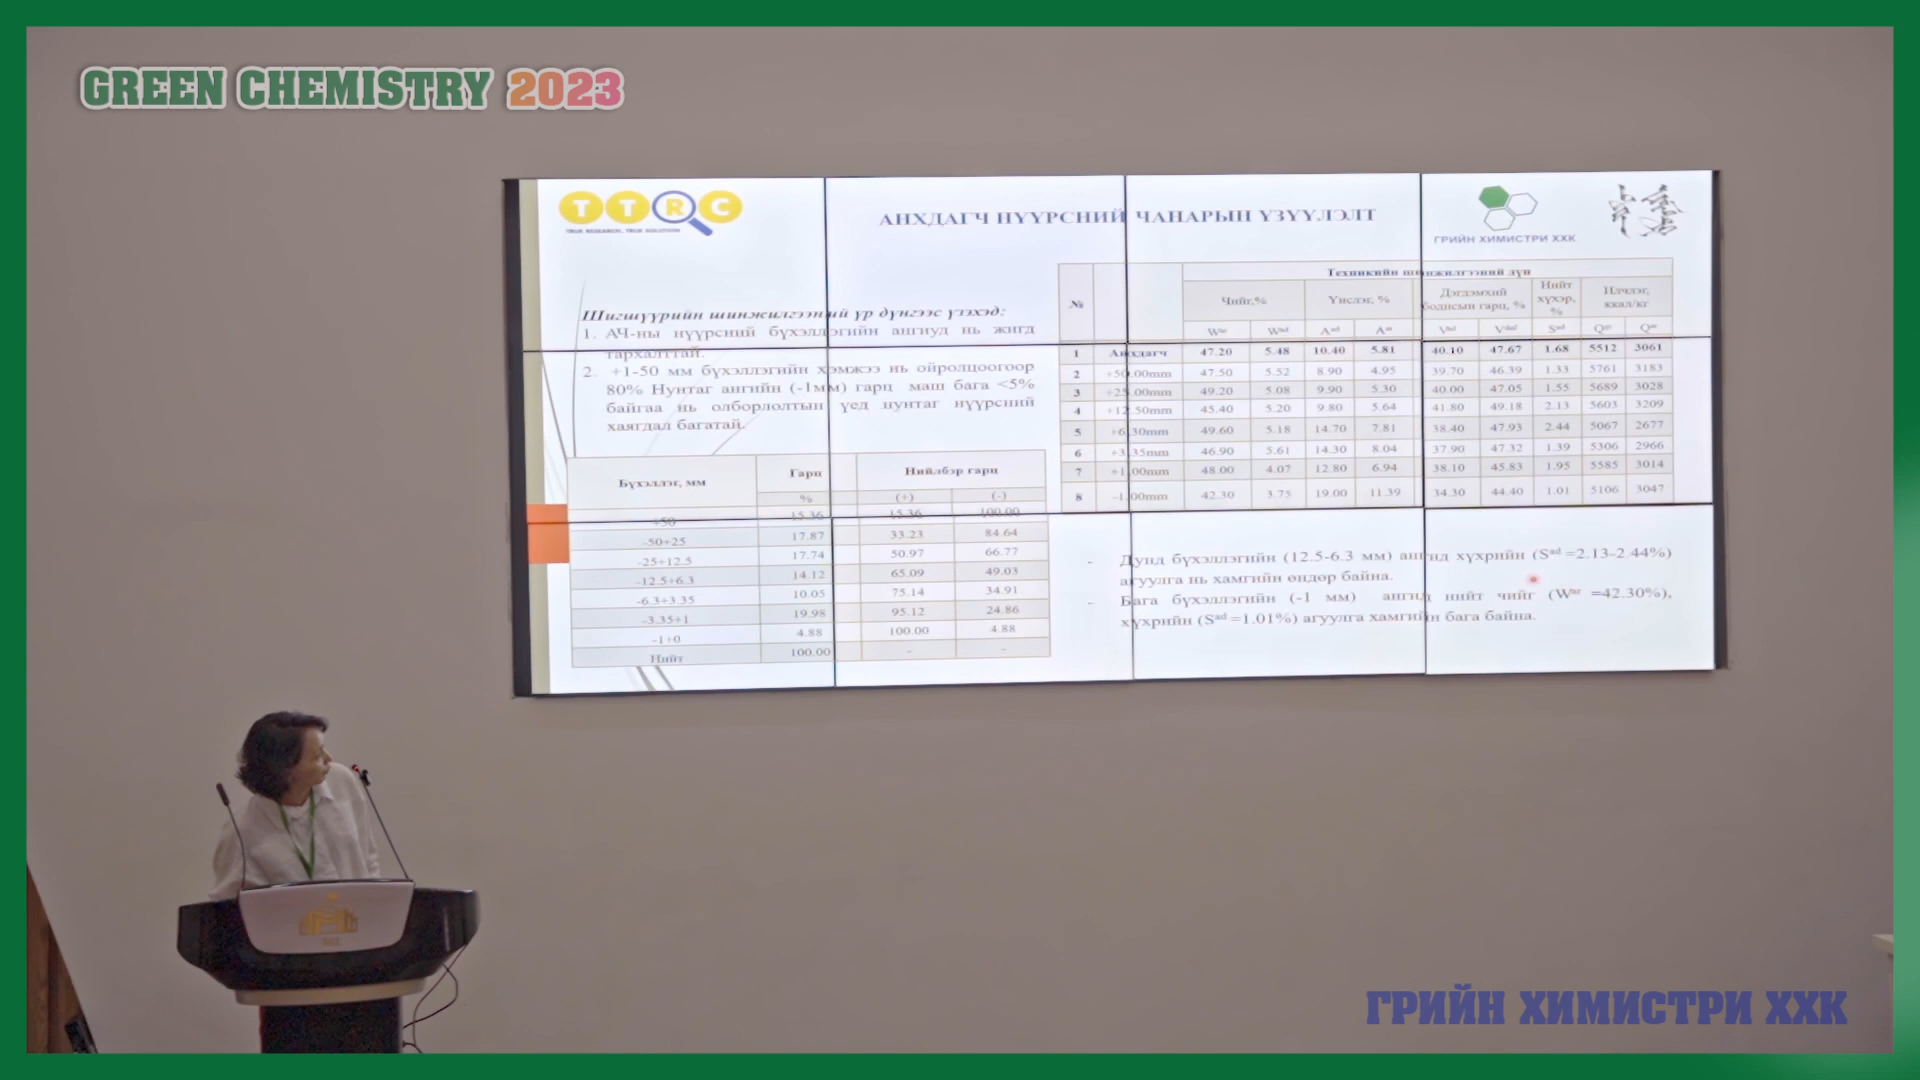 GREEN CHEMISTRY 2023
TTRC
TRUE RESEARCH, TRUE SOLUTION
АНХДАГЧ НҮҮРСНИЙ ЧАНАРЫН ҮЗҮҮЛЭЛТ
ГРИЙН ХИМИСТРИ ХХК
Шигшүүрийн шинжилгээний үр дүнгээс үзэхэд:
1. АЧ-ны нүүрсний бүхэллэгийн ангиуд нь жигд
тархалттай.
2. +1-50 мм бүхэллэгийн хэмжээ нь ойролцоогоор
80% Нунтаг ангийн (-1мм) гарц маш бага <5%
байгаа нь олборлолтын үед нунтаг нүүрсний
хаягдал багатай.
Бүхэллэг, мм Гарц Нийлбэр гарц
% (+) (-)
+50 15.36 15.36 100.00
-50+25 17.87 33.23 84.64
-25+12.5 17.74 50.97 66.77
-12.5+6.3 14.12 65.09 49.03
-6.3+3.35 10.05 75.14 34.91
-3.35+1 19.98 95.12 24.86
-1+0 4.88 100.00 4.88
Нийт 100.00 - -
№ Техникийн шинжилгээний дүн
Чийг,% Үнслэг, % Дэгдэмхий бодисын гарц, % Нийт хүхэр, % Илчлэг, ккал/кг
1 Анхдагч 47.20 5.48 10.40 5.81 40.10 47.67 1.68 5512 3061
2 +50.00mm 47.50 5.52 8.90 4.95 39.70 46.39 1.33 5761 3183
3 +25.00mm 49.20 5.08 9.90 5.30 40.00 47.05 1.55 5689 3028
4 +12.50mm 45.40 5.20 9.80 5.64 41.80 49.18 2.13 5603 3209
5 +6.30mm 49.60 5.18 14.70 7.81 38.40 47.93 2.44 5067 2677
6 +3.35mm 46.90 5.61 14.30 8.04 37.90 47.32 1.39 5306 2966
7 +1.00mm 48.00 4.07 12.80 6.94 38.10 45.83 1.95 5585 3014
8 -1.00mm 42.30 3.75 19.00 11.39 34.30 44.40 1.01 5106 3047
- Дунд бүхэллэгийн (12.5-6.3 мм) ангид хүхрийн (Sᵃᵈ =2.13-2.44%)
агуулга нь хамгийн өндөр байна.
- Бага бүхэллэгийн (-1 мм) ангид нийт чийг (Wᵃʳ =42.30%),
хүхрийн (Sᵃᵈ =1.01%) агуулга хамгийн бага байна.
ГРИЙН ХИМИСТРИ ХХК